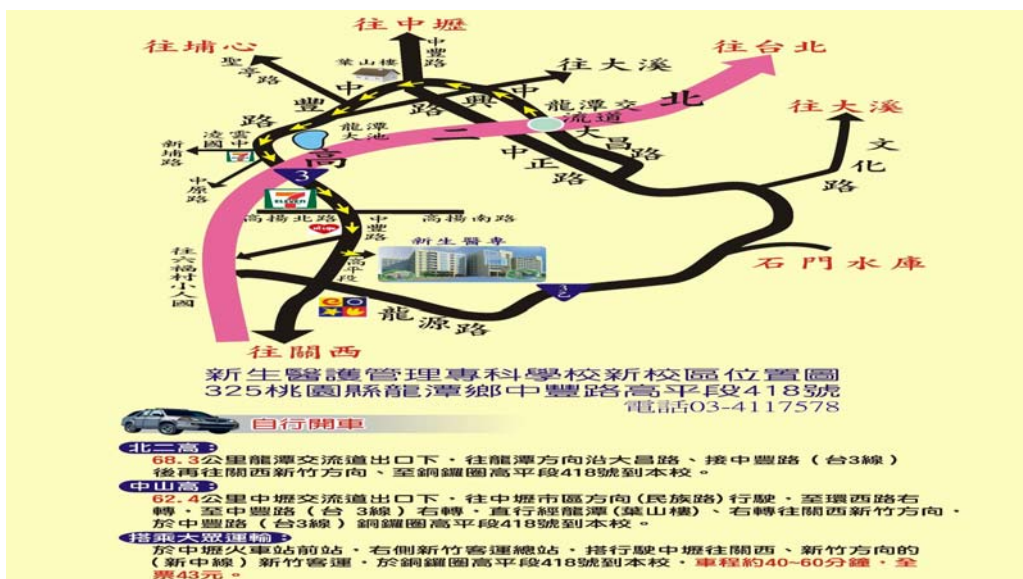 往中壢
往埔心
往台北
聖亭路
葉山樓
中豐路
往大溪
往大溪
中豐路
中興路
北二高
龍潭交流道
大昌路
中正路
文化路
龍潭大池
凌雲國中
新埔路
中原路
3
7
ELEVEN
高揚北路
高揚南路
中豐路
高平段
新生醫專
往六福村小人國
石門水庫
3乙
龍源路
往關西
新生醫護管理專科學校新校區位置圖
325桃園縣龍潭鄉中豐路高平段418號
電話03-4117578
自行開車
北二高：
68.3公里龍潭交流道出口下，往龍潭方向沿大昌路、接中豐路（台3線）
後再往關西新竹方向、至銅鑼圈高平段418號到本校。
中山高：
62.4公里中壢交流道出口下，往中壢市區方向(民族路)行駛，至環西路右
轉，至中豐路（台 3線）右轉，直行經龍潭(葉山樓)、右轉往關西新竹方向，
於中豐路（台3線）銅鑼圈高平段418號到本校。
搭乘大眾運輸：
於中壢火車站前站，右側新竹客運總站，搭行駛中壢往關西、新竹方向的
（新中線）新竹客運，於銅鑼圈高平段418號到本校，車程約40~60分鐘，全
票43元。